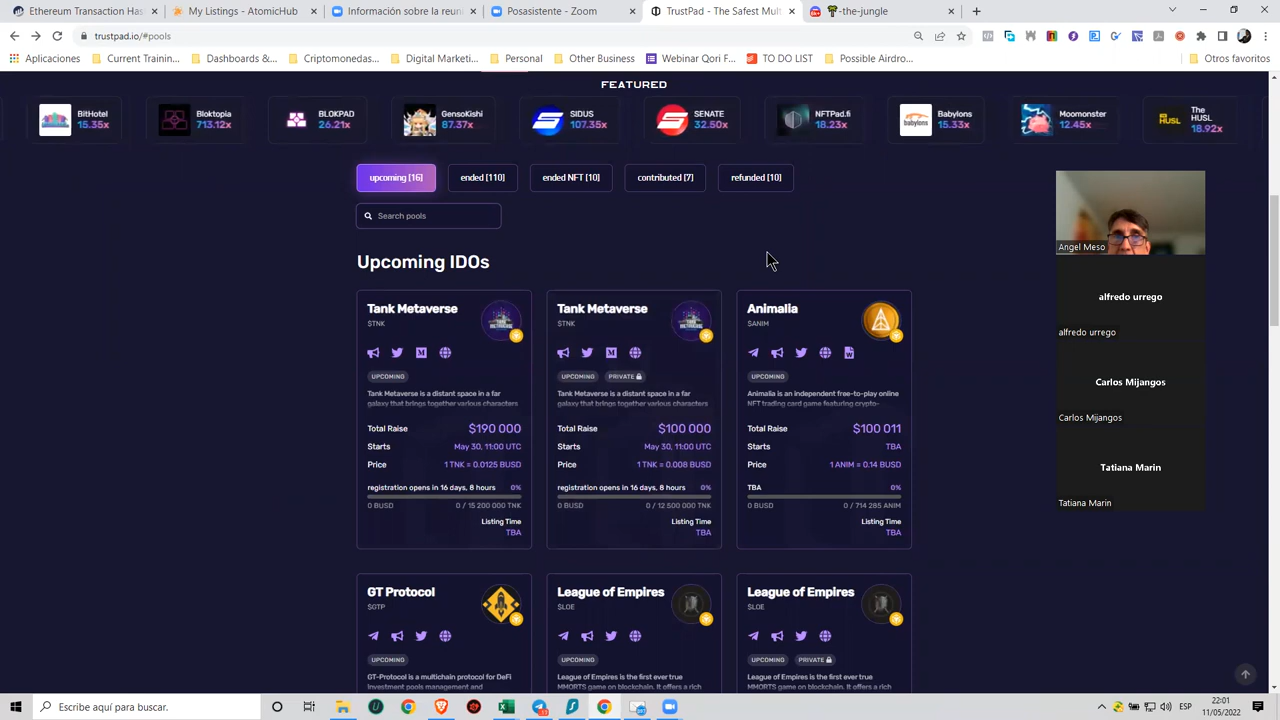 Ethereum Transaction Has
My Listings - AtomicHub
Información sobre la reun
Posasistente - Zoom
TrustPad - The Safest Mult
-the-jungle
trustpad.io/#pools
Aplicaciones
Current Trainin...
Dashboards &...
Criptomonedas...
Digital Marketi...
Personal
Other Business
Webinar Qori F...
TO DO LIST
Possible Airdro...
Otros favoritos
FEATURED
BitHotel
15.35x
Bloktopia
713.12x
BLOKPAD
26.21x
GensoKishi
87.37x
SIDUS
107.35x
SENATE
32.50x
NFTPad.fi
18.23x
Babylons
15.33x
Moomonster
12.45x
The
HUSL
18.92x
upcoming [16]
ended [110]
ended NFT [10]
contributed [7]
refunded [10]
Search pools
Upcoming IDOs
Tank Metaverse
$TNK
UPCOMING
Tank Metaverse is a distant space in a far
galaxy that brings together various characters
Total Raise
$190 000
Starts
May 30, 11:00 UTC
Price
1 TNK = 0.0125 BUSD
registration opens in 16 days, 8 hours
0%
0 BUSD
0 / 15 200 000 TNK
Listing Time
TBA
Tank Metaverse
$TNK
UPCOMING
PRIVATE
Tank Metaverse is a distant space in a far
galaxy that brings together various characters
Total Raise
$100 000
Starts
May 30, 11:00 UTC
Price
1 TNK = 0.008 BUSD
registration opens in 16 days, 8 hours
0%
0 BUSD
0 / 12 500 000 TNK
Listing Time
TBA
Animalia
$ANIM
UPCOMING
Animalia is an independent free-to-play online
NFT trading card game featuring crypto-
Total Raise
$100 011
Starts
TBA
Price
1 ANIM = 0.14 BUSD
TBA
0%
0 BUSD
0 / 714 285 ANIM
Listing Time
TBA
GT Protocol
$GTP
UPCOMING
GT-Protocol is a multichain protocol for DeFi
Investment pools management and
League of Empires
$LOE
UPCOMING
League of Empires is the first ever true
MMORTS game on blockchain. It offers a rich
League of Empires
$LOE
UPCOMING
PRIVATE
League of Empires is the first ever true
MMORTS game on blockchain. It offers a rich
Angel Meso
alfredo urrego
alfredo urrego
Carlos Mijangos
Carlos Mijangos
Tatiana Marin
Tatiana Marin
Escribe aquí para buscar.
ESP
22:01
11/05/2022